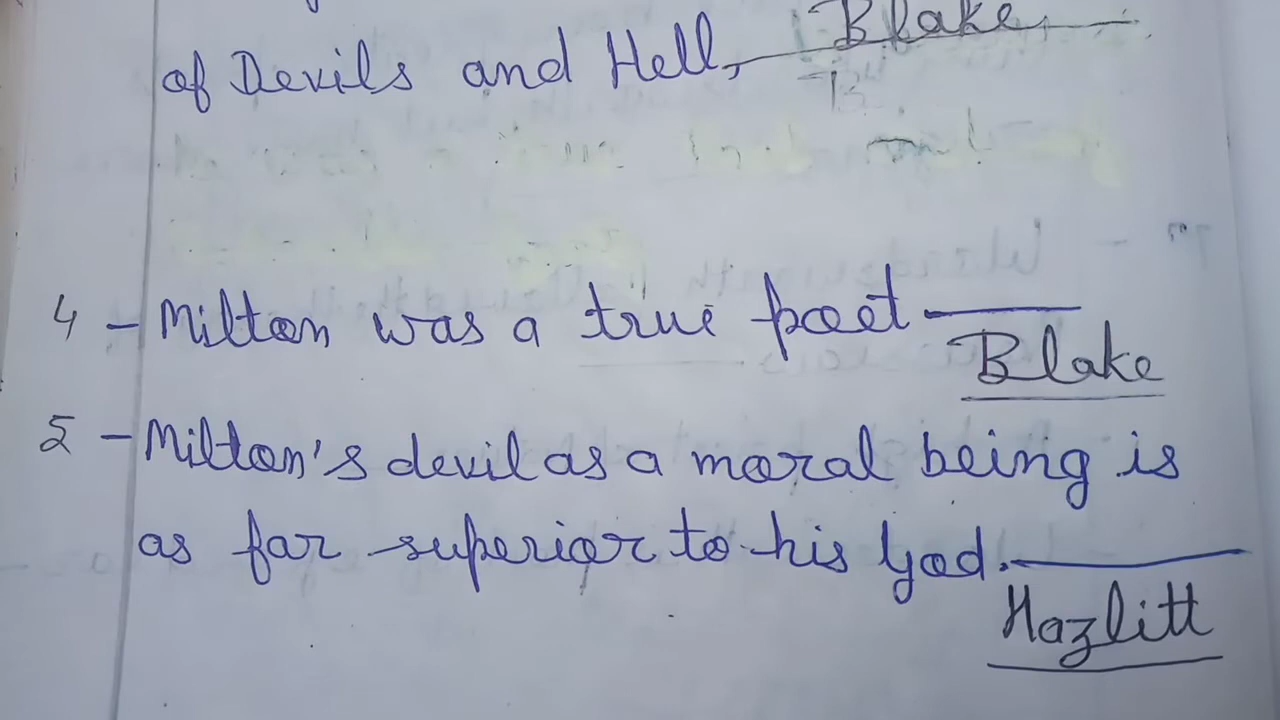 of Devils and Hell, Blake
4 - Milton was a true poet
Blake
5 - Milton's devil as a moral being is
as far superior to his God.
Hazlitt